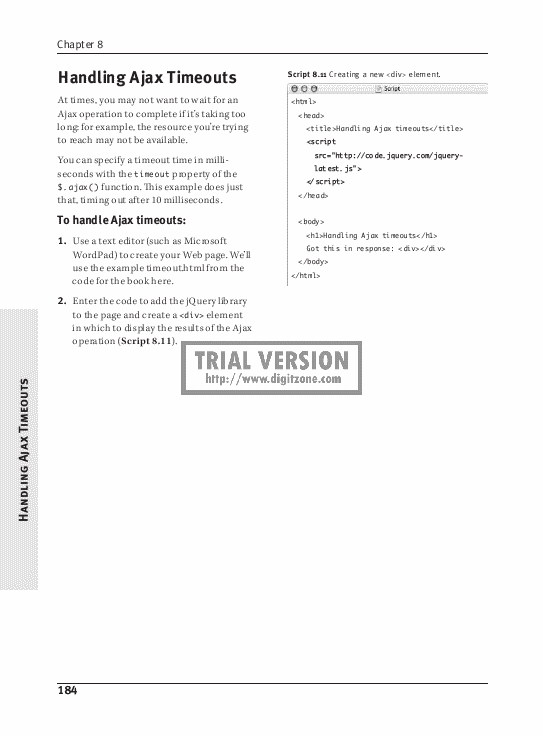 Chapter 8
Handling Ajax Timeouts
At times, you may not want to wait for an
Ajax operation to complete if it's taking too
long: for example, the resource you're trying
to reach may not be available.
You can specify a timeout time in milli-
seconds with the timeout property of the
$.ajax() function. This example does just
that, timing out after 10 milliseconds.
To handle Ajax timeouts:
1. Use a text editor (such as Microsoft
WordPad) to create your Web page. We'll
use the example timeout.html from the
code for the book here.
2. Enter the code to add the jQuery library
to the page and create a <div> element
in which to display the results of the Ajax
operation (Script 8.11).
Script 8.11 Creating a new <div> element.
Script
<html>
<head>
<title>Handling Ajax timeouts</title>
<script
src="http://code.jquery.com/jquery-
latest.js">
</script>
</head>
<body>
<h1>Handling Ajax timeouts</h1>
Got this in response: <div></div>
</body>
</html>
TRIAL VERSION
http://www.digitzone.com
Handling Ajax Timeouts
184